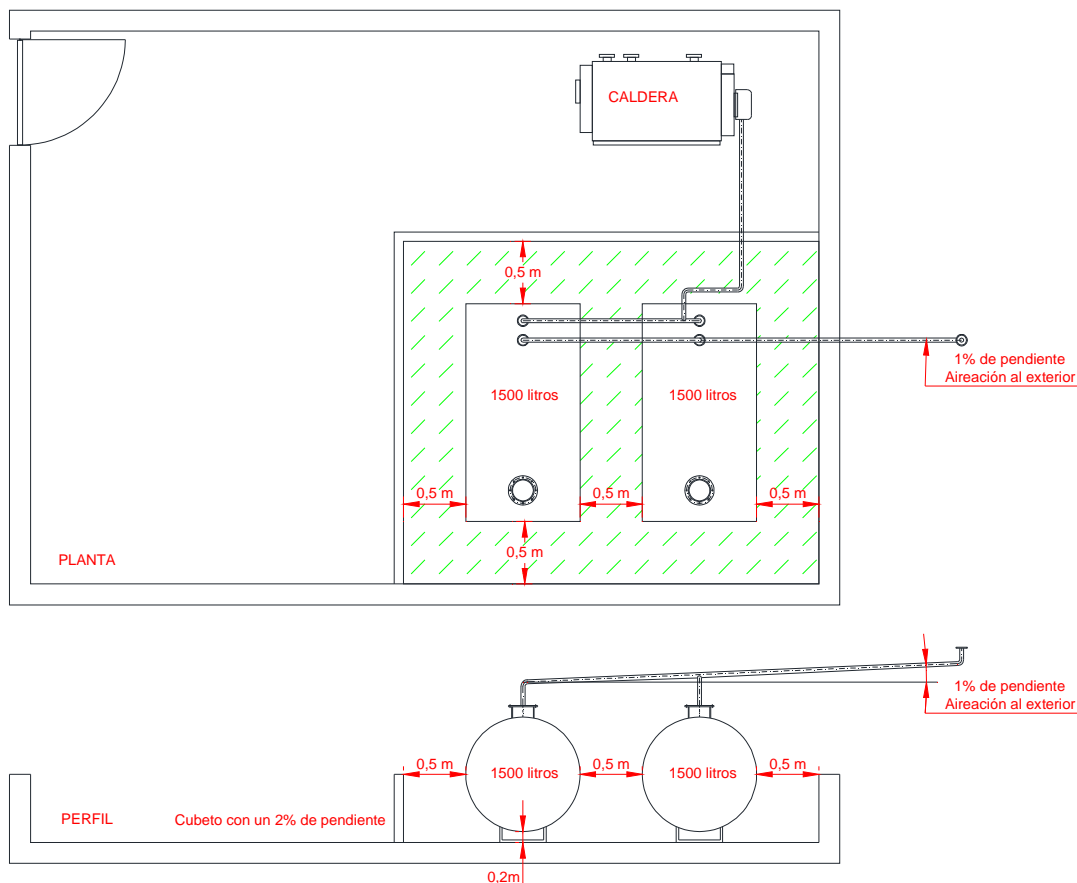 CALDERA
0,5 m
1% de pendiente
Aireación al exterior
1500 litros
1500 litros
0,5 m
0,5 m
0,5 m
0,5 m
PLANTA
1% de pendiente
Aireación al exterior
0,5 m
0,5 m
0,5 m
1500 litros
1500 litros
PERFIL
Cubeto con un 2% de pendiente
0,2m